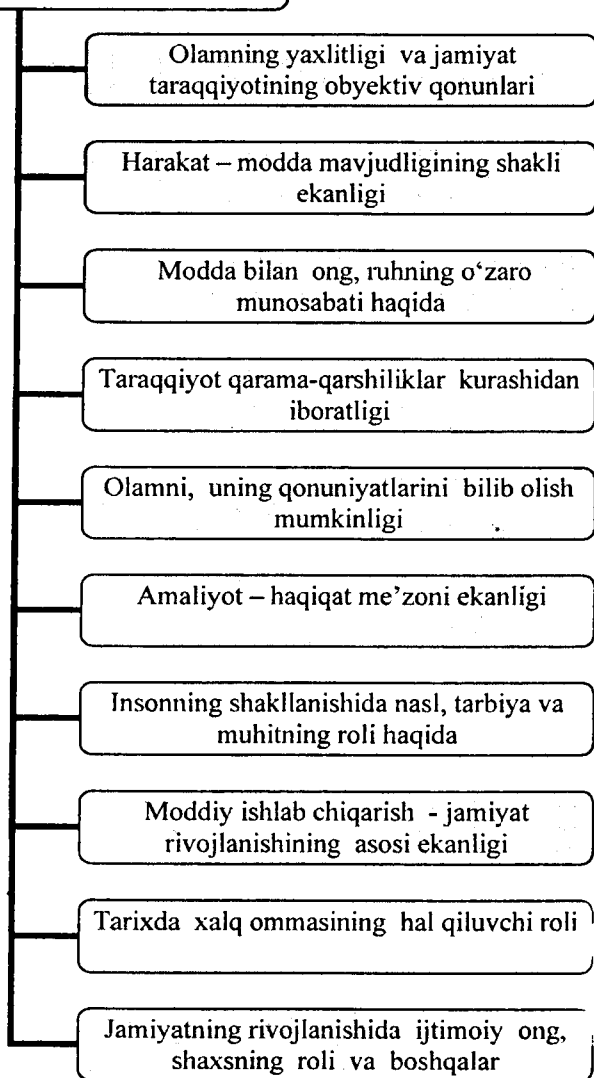 Olamning yaxlitligi va jamiyat
taraqqiyotining obyektiv qonunlari
Harakat – modda mavjudligining shakli
ekanligi
Modda bilan ong, ruhning o‘zaro
munosabati haqida
Taraqqiyot qarama-qarshiliklar kurashidan
iboratligi
Olamni, uning qonuniyatlarini bilib olish
mumkinligi
Amaliyot – haqiqat me’zoni ekanligi
Insonning shakllanishida nasl, tarbiya va
muhitning roli haqida
Moddiy ishlab chiqarish - jamiyat
rivojlanishining asosi ekanligi
Tarixda xalq ommasining hal qiluvchi roli
Jamiyatning rivojlanishida ijtimoiy ong,
shaxsning roli va boshqalar